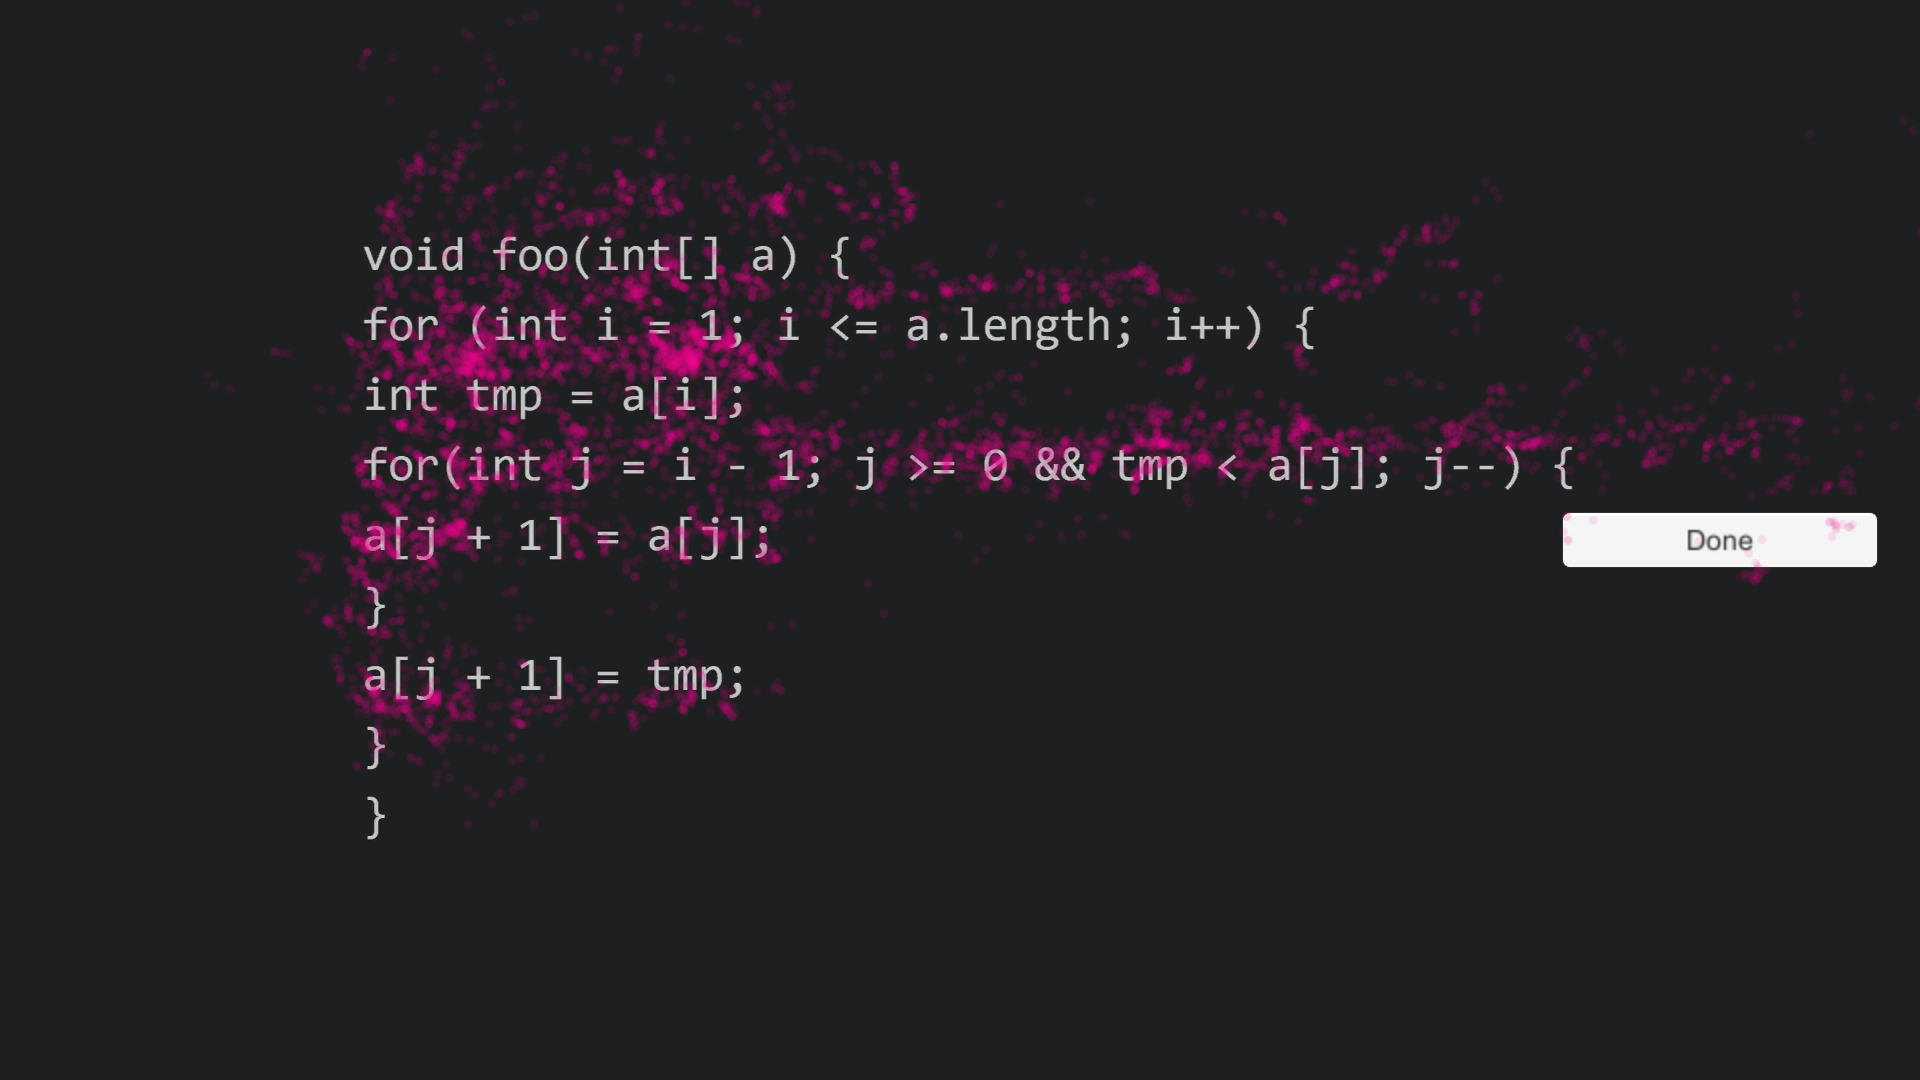 void foo(int[] a) {
for (int i = 1; i <= a.length; i++) {
int tmp = a[i];
for(int j = i - 1; j >= 0 && tmp < a[j]; j--) {
a[j + 1] = a[j];
Done
}
a[j + 1] = tmp;
}
}